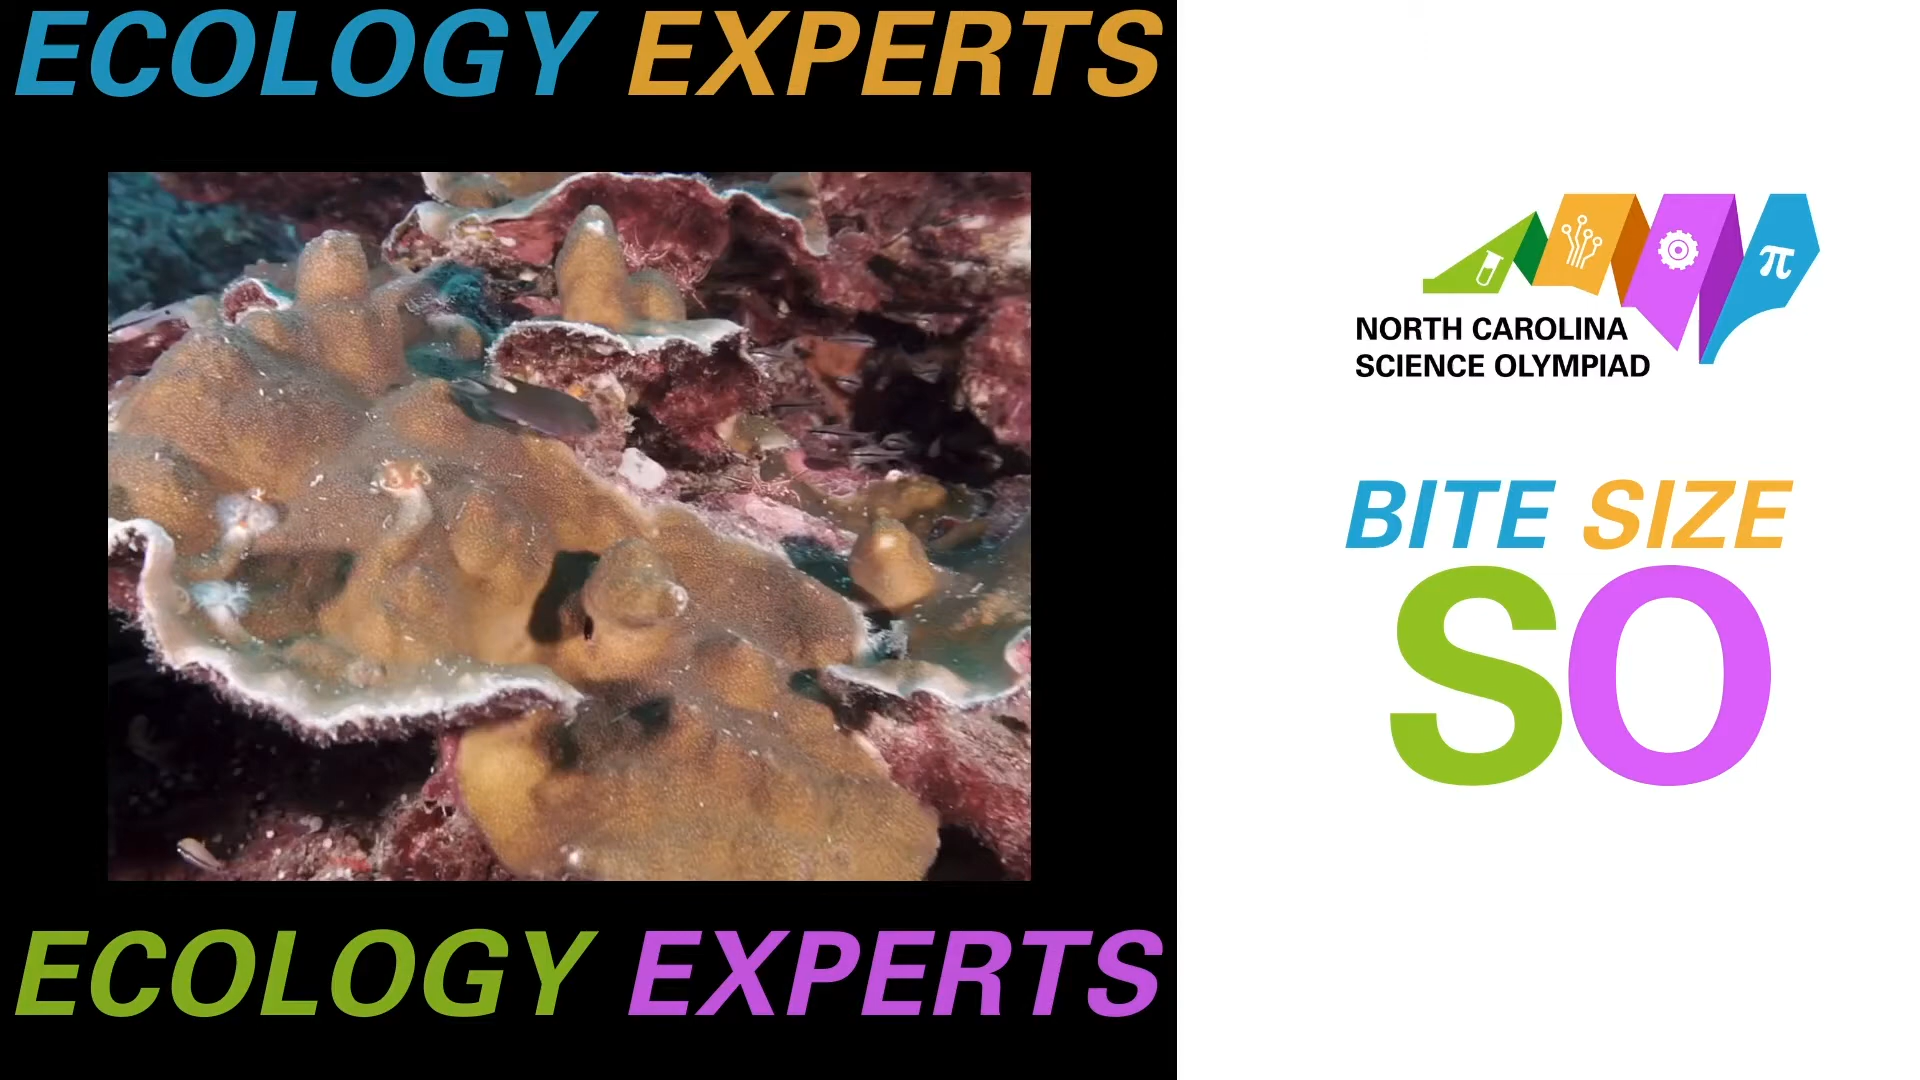 ECOLOGY EXPERTS
ECOLOGY EXPERTS
π
NORTH CAROLINA
SCIENCE OLYMPIAD
BITE SIZE
SO